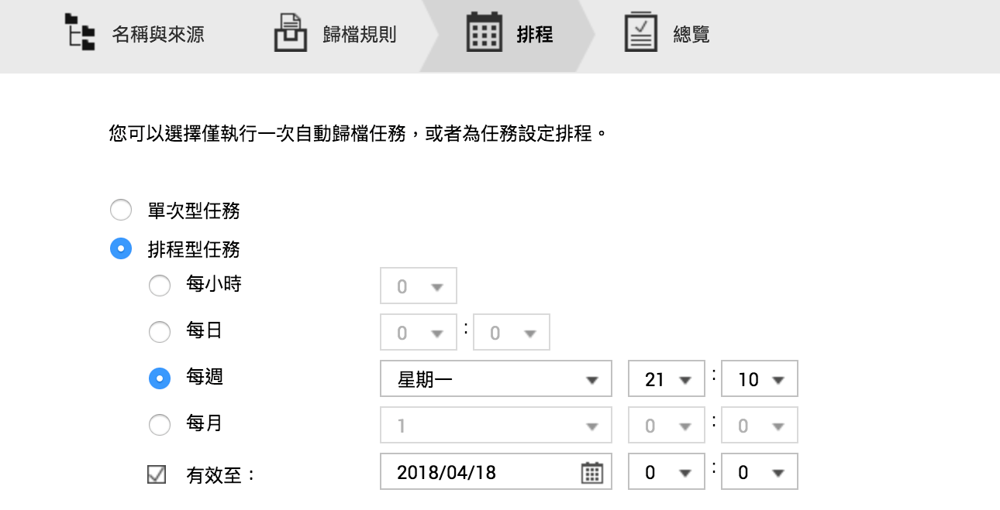 名稱與來源 歸檔規則 排程 總覽
您可以選擇僅執行一次自動歸檔任務，或者為任務設定排程。
單次型任務
排程型任務
每小時 0
每日 0 : 0
每週 星期一 21 : 10
每月 1 0 : 0
有效至： 2018/04/18 0 : 0